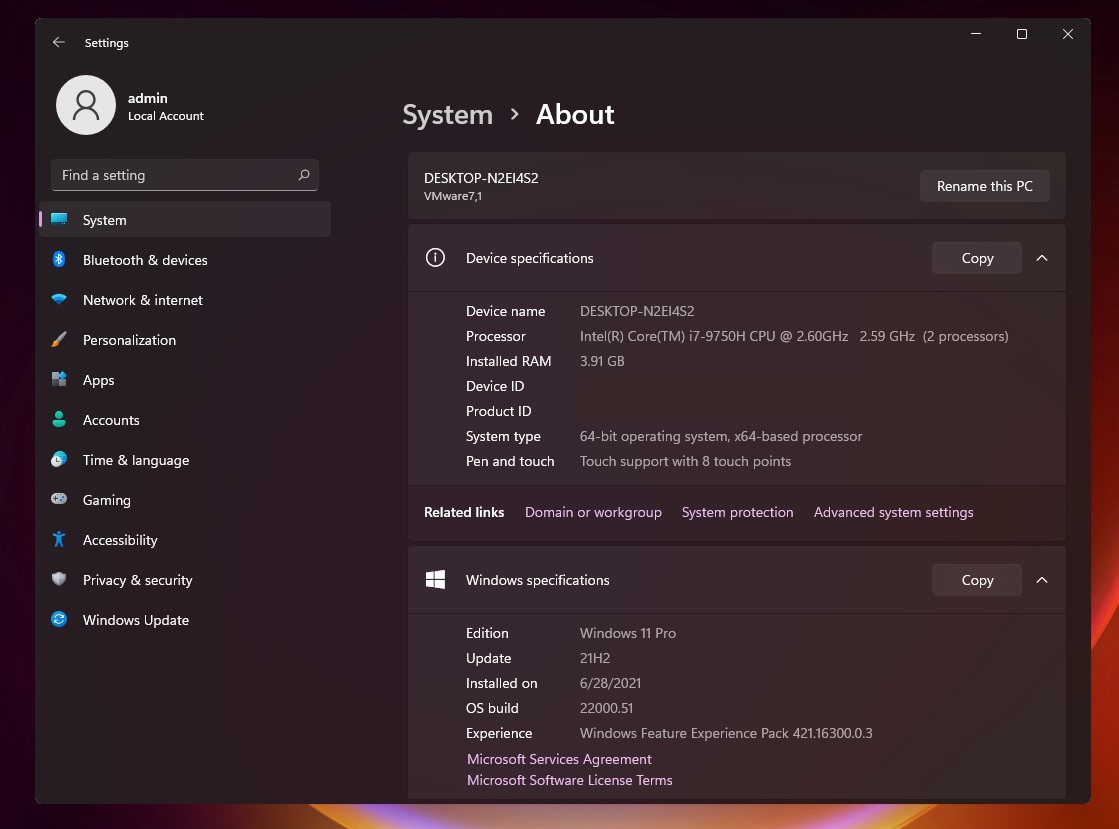 Settings
admin
Local Account
Find a setting
System
Bluetooth & devices
Network & internet
Personalization
Apps
Accounts
Time & language
Gaming
Accessibility
Privacy & security
Windows Update
System > About
DESKTOP-N2EI4S2
VMware7,1
Rename this PC
Device specifications Copy
Device name DESKTOP-N2EI4S2
Processor Intel(R) Core(TM) i7-9750H CPU @ 2.60GHz 2.59 GHz (2 processors)
Installed RAM 3.91 GB
Device ID
Product ID
System type 64-bit operating system, x64-based processor
Pen and touch Touch support with 8 touch points
Related links Domain or workgroup System protection Advanced system settings
Windows specifications Copy
Edition Windows 11 Pro
Update 21H2
Installed on 6/28/2021
OS build 22000.51
Experience Windows Feature Experience Pack 421.16300.0.3
Microsoft Services Agreement
Microsoft Software License Terms